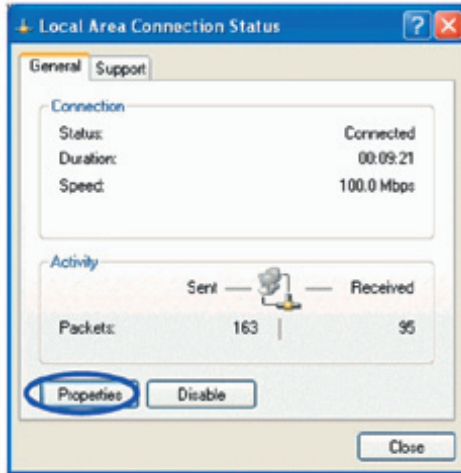 Local Area Connection Status
General Support
Connection
Status: Connected
Duration: 00:09:21
Speed: 100.0 Mbps
Activity
Sent Received
Packets: 163 95
Properties Disable
Close